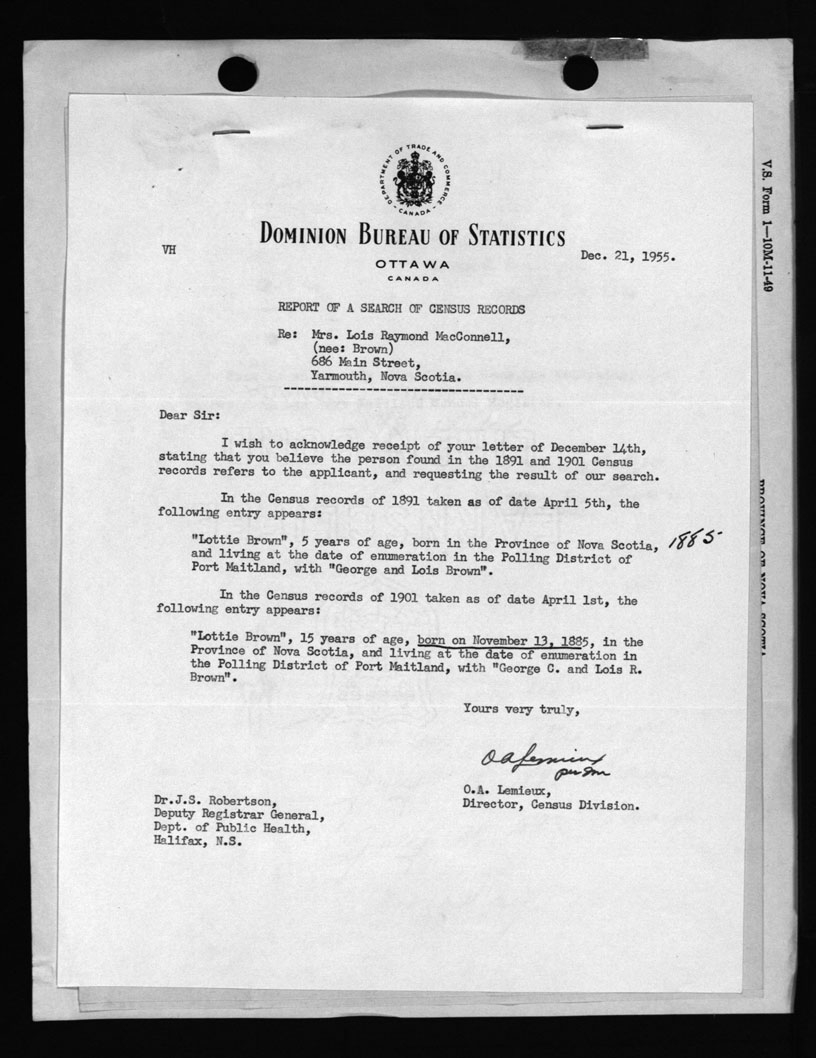 DEPARTMENT OF TRADE AND COMMERCE
- CANADA -
DOMINION BUREAU OF STATISTICS
VH
OTTAWA
CANADA
Dec. 21, 1955.
REPORT OF A SEARCH OF CENSUS RECORDS
Re: Mrs. Lois Raymond MacConnell,
(nee: Brown)
686 Main Street,
Yarmouth, Nova Scotia.
Dear Sir:
I wish to acknowledge receipt of your letter of December 14th,
stating that you believe the person found in the 1891 and 1901 Census
records refers to the applicant, and requesting the result of our search.
In the Census records of 1891 taken as of date April 5th, the
following entry appears:
"Lottie Brown", 5 years of age, born in the Province of Nova Scotia, 1885
and living at the date of enumeration in the Polling District of
Port Maitland, with "George and Lois Brown".
In the Census records of 1901 taken as of date April 1st, the
following entry appears:
"Lottie Brown", 15 years of age, born on November 13, 1885, in the
Province of Nova Scotia, and living at the date of enumeration in
the Polling District of Port Maitland, with "George C. and Lois R.
Brown".
Yours very truly,
O A Lemieux
O.A. Lemieux,
Director, Census Division.
Dr.J.S. Robertson,
Deputy Registrar General,
Dept. of Public Health,
Halifax, N.S.
V.S. Form 1—10M-11-49